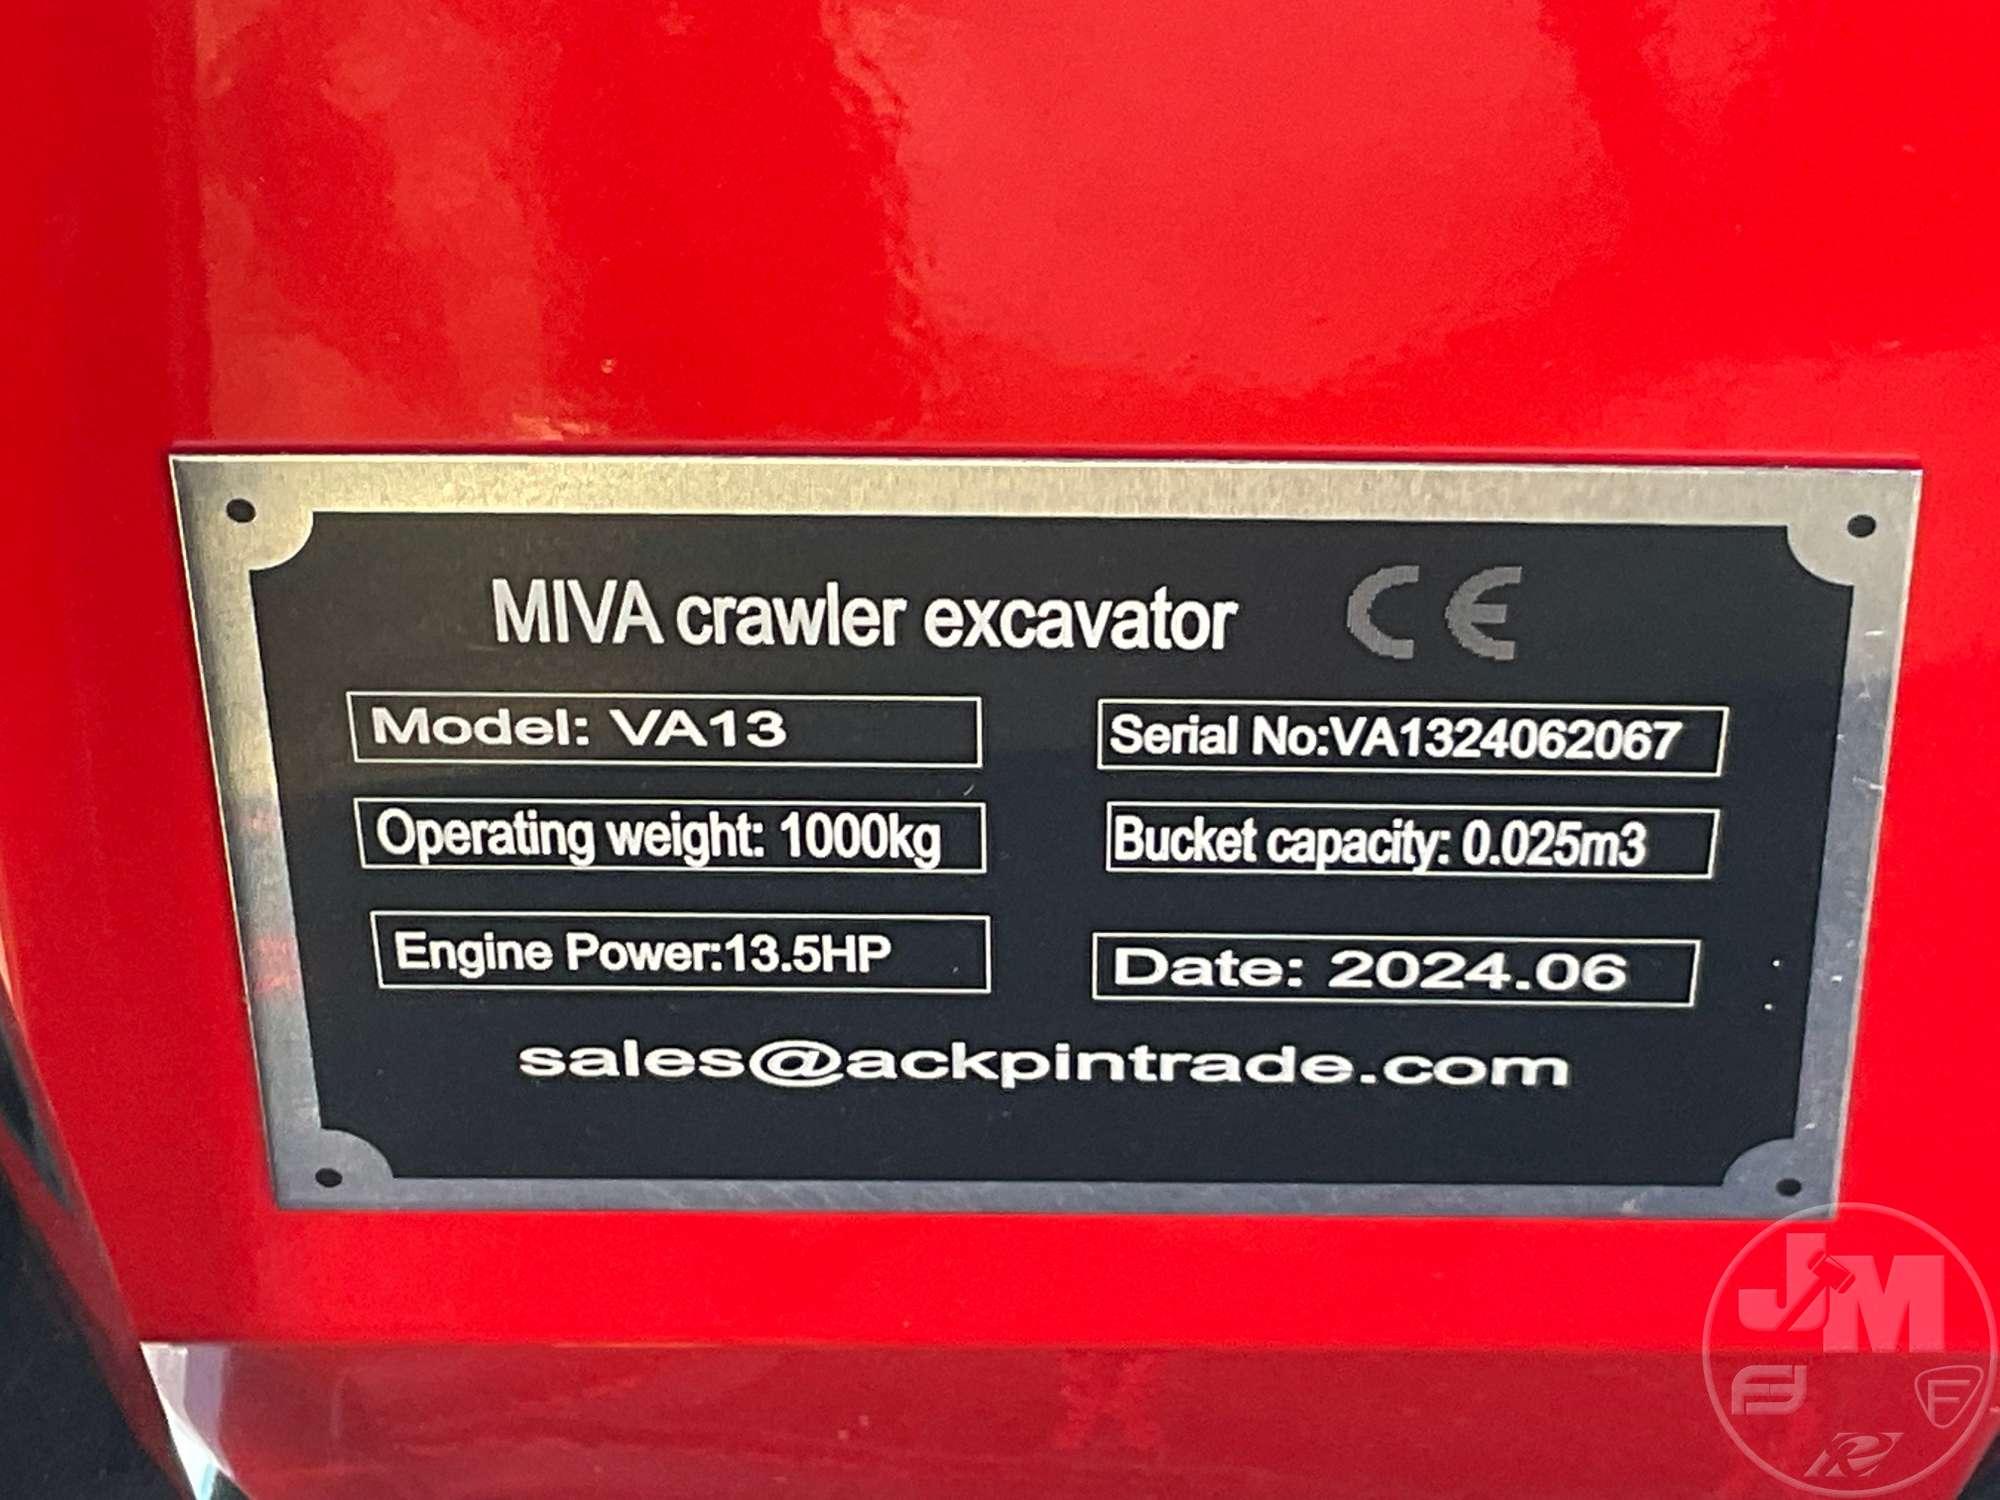 MIVA crawler excavator CE
Model: VA13
Serial No:VA1324062067
Operating weight: 1000kg
Bucket capacity: 0.025m3
Engine Power:13.5HP
Date: 2024.06
sales@ackpintrade.com
JM